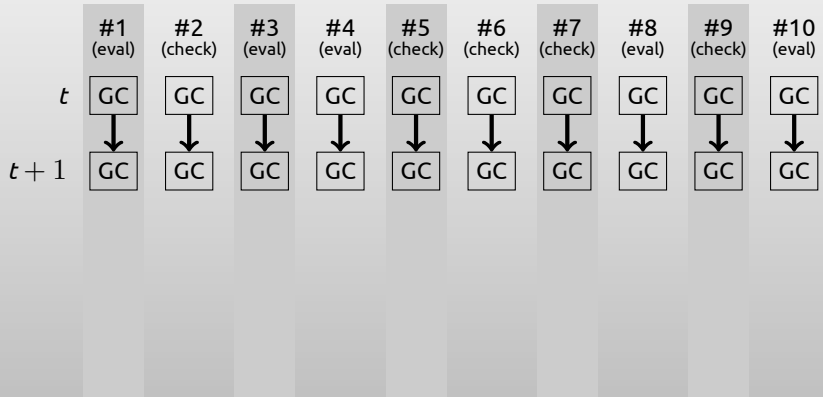 #1 #2 #3 #4 #5 #6 #7 #8 #9 #10
(eval) (check) (eval) (eval) (check) (check) (check) (eval) (check) (eval)
t GC GC GC GC GC GC GC GC GC GC
t + 1 GC GC GC GC GC GC GC GC GC GC